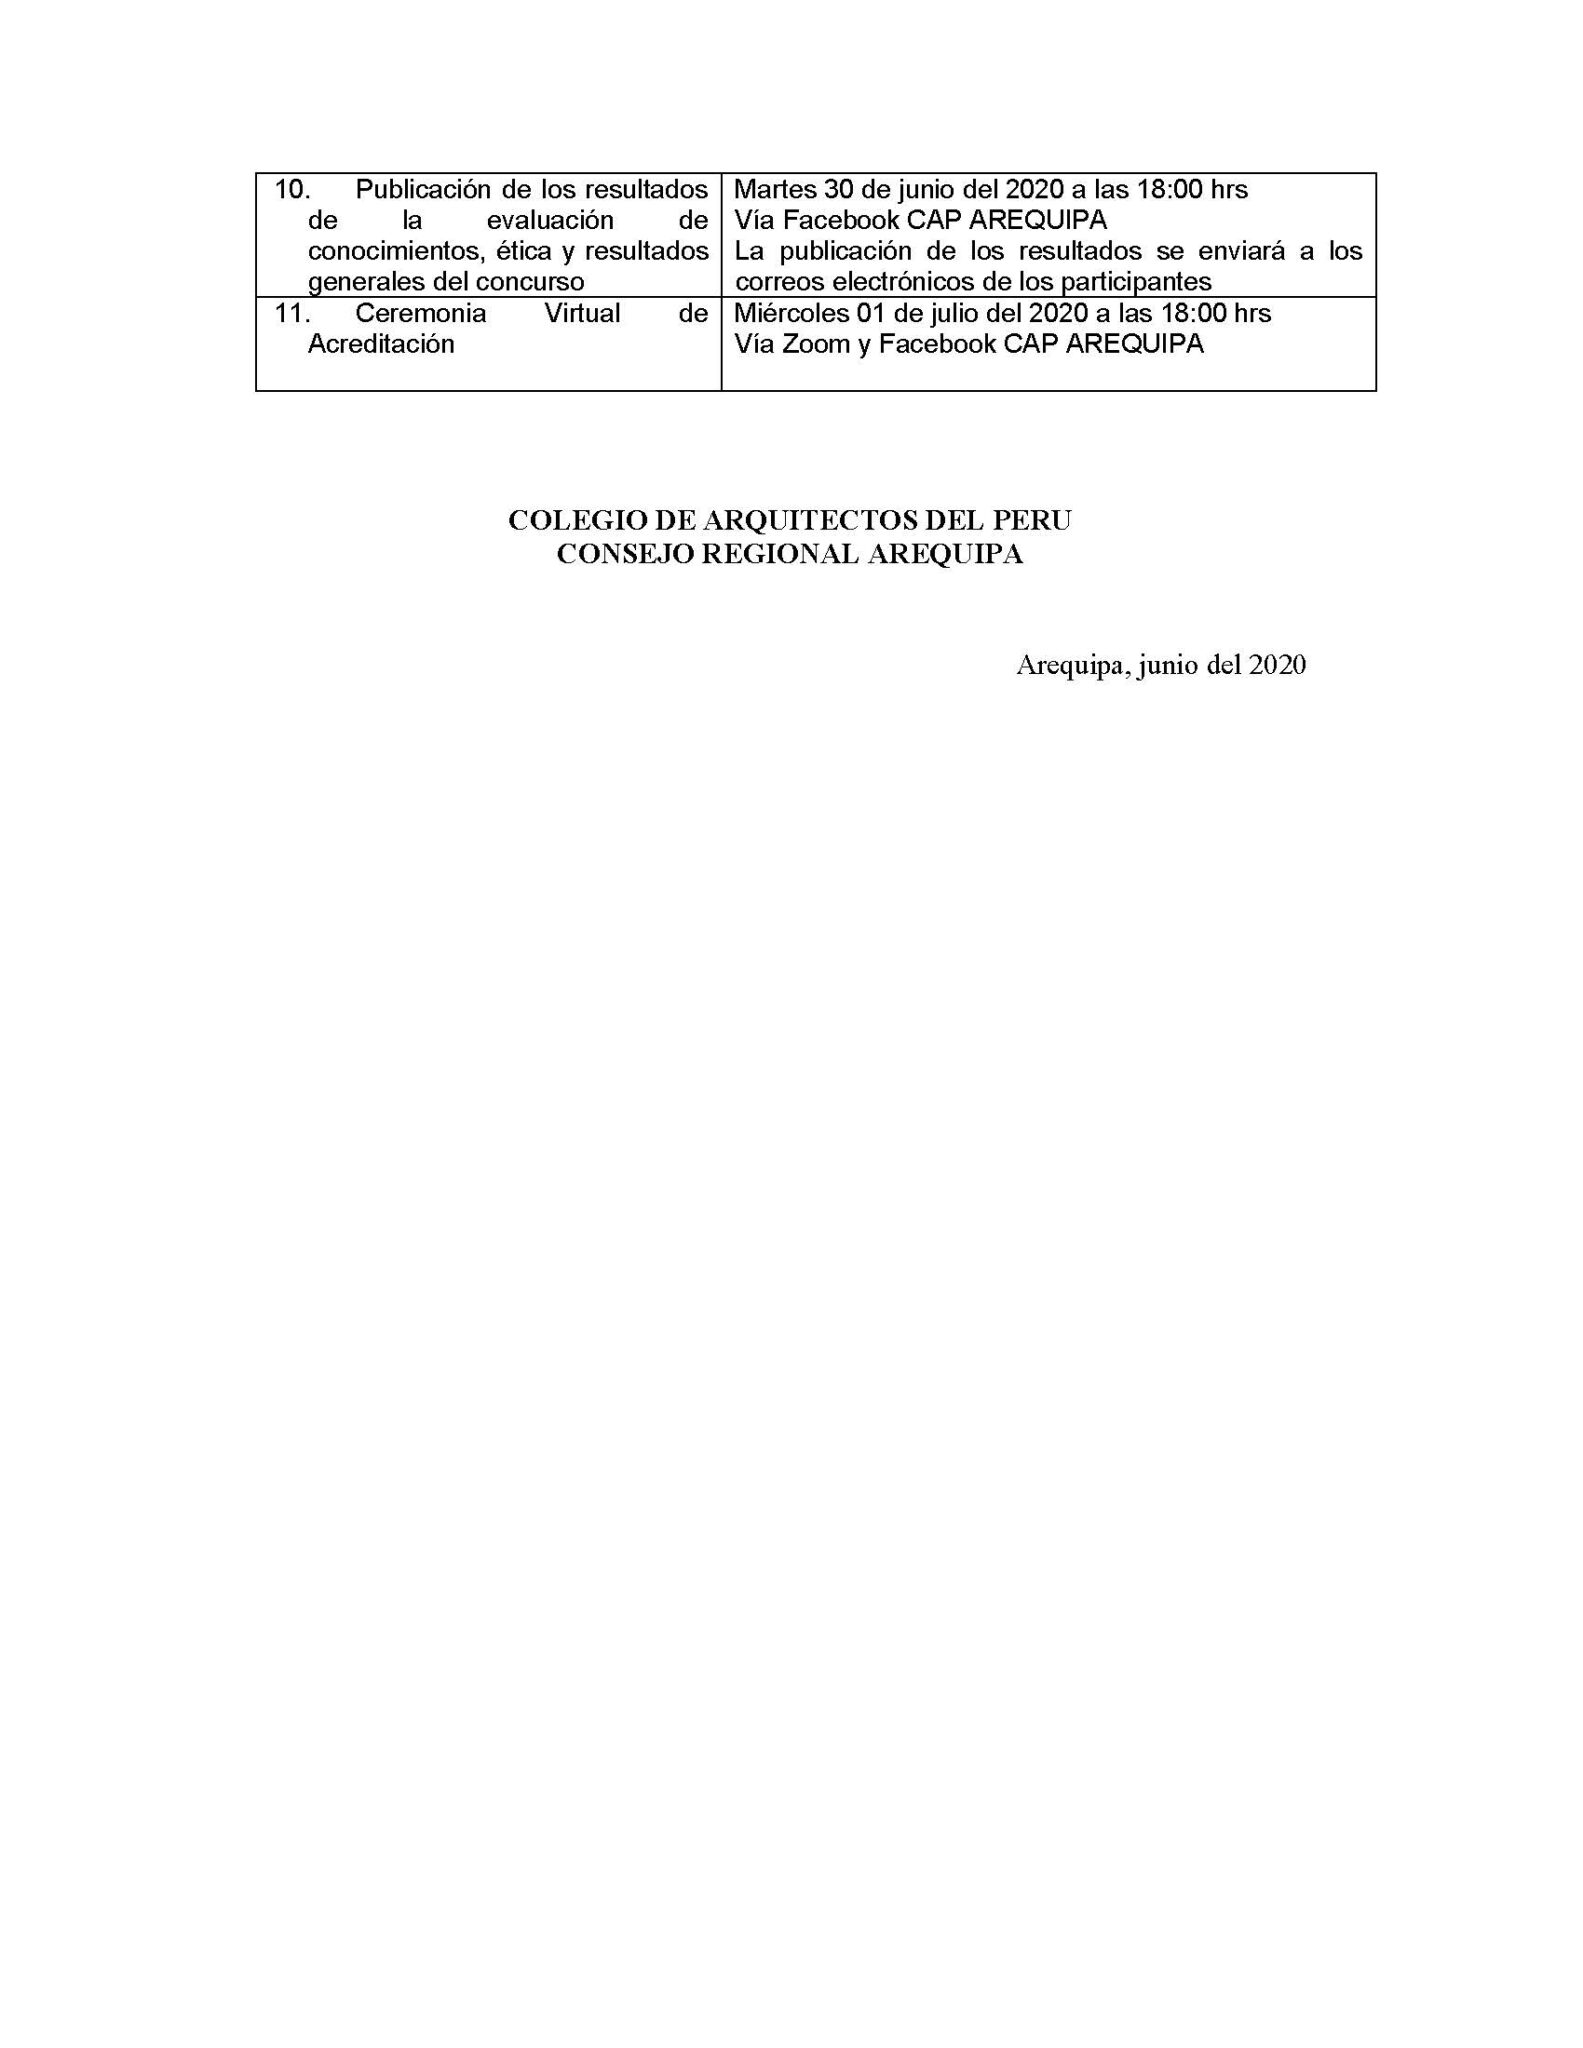 10. Publicación de los resultados
de la evaluación de
conocimientos, ética y resultados
generales del concurso
Martes 30 de junio del 2020 a las 18:00 hrs
Vía Facebook CAP AREQUIPA
La publicación de los resultados se enviará a los
correos electrónicos de los participantes
11. Ceremonia Virtual de
Acreditación
Miércoles 01 de julio del 2020 a las 18:00 hrs
Vía Zoom y Facebook CAP AREQUIPA
COLEGIO DE ARQUITECTOS DEL PERU
CONSEJO REGIONAL AREQUIPA
Arequipa, junio del 2020